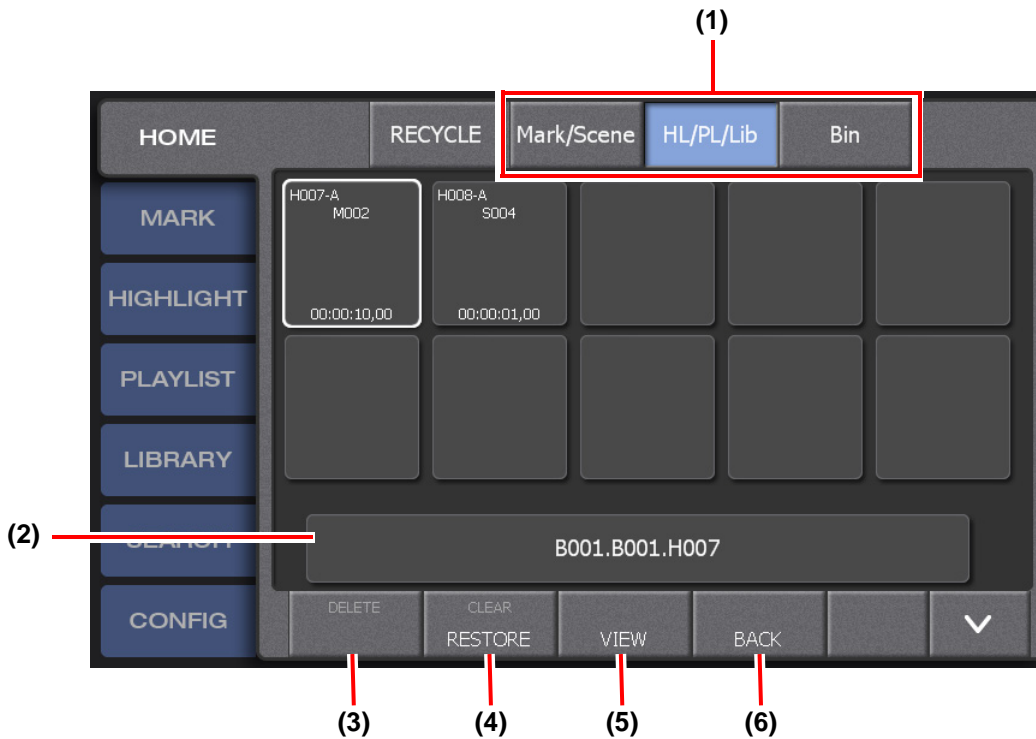 (1)
HOME
RECYCLE
Mark/Scene
HL/PL/Lib
Bin
MARK
HIGHLIGHT
PLAYLIST
LIBRARY
SEARCH
CONFIG
H007-A
M002
00:00:10,00
H008-A
S004
00:00:01,00
(2)
B001.B001.H007
DELETE
CLEAR
RESTORE
VIEW
BACK
(3)
(4)
(5)
(6)